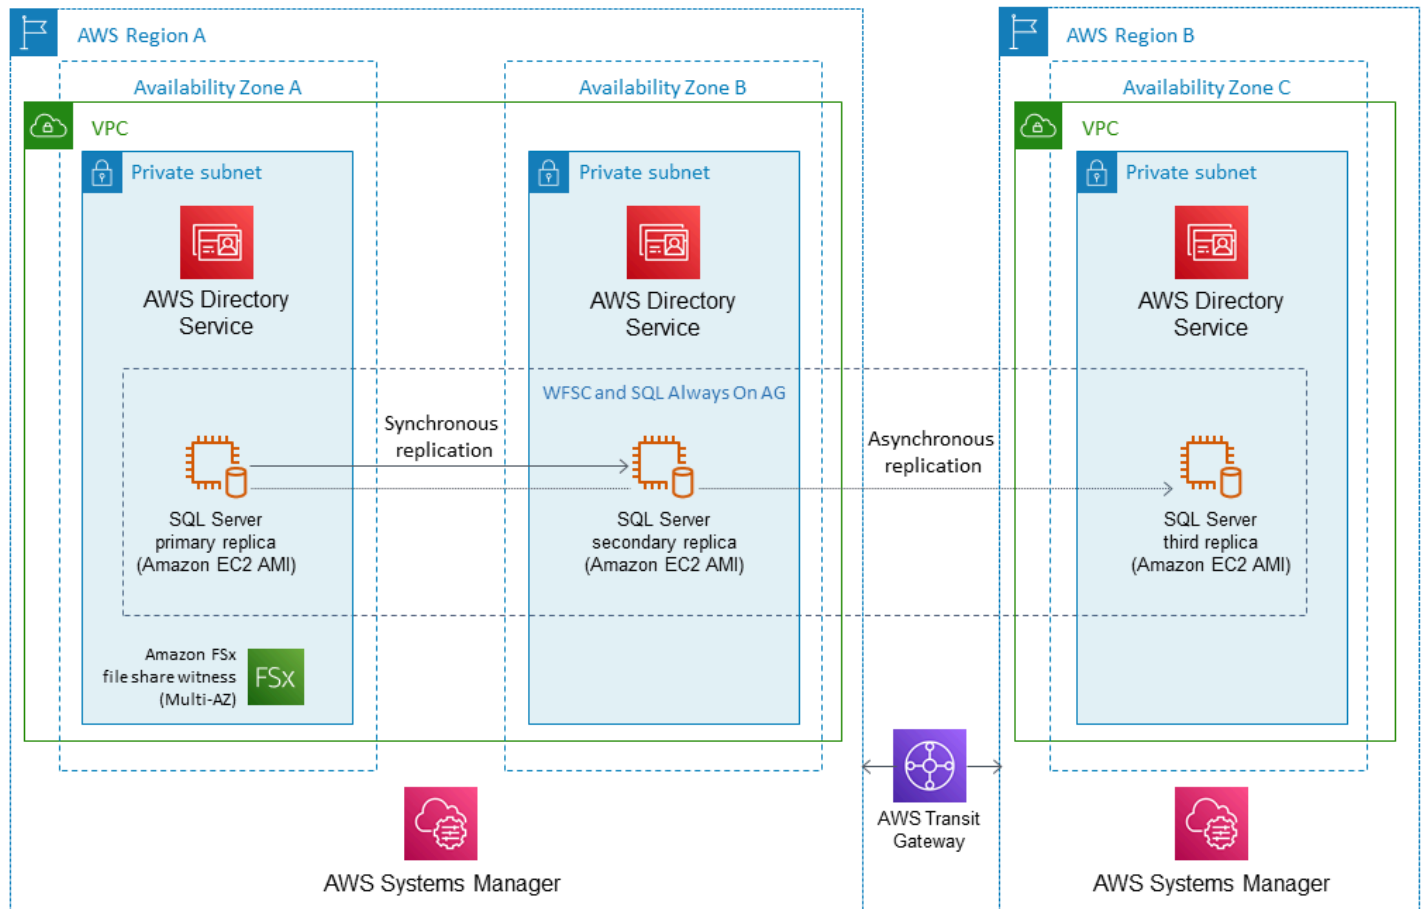 AWS Region A
AWS Region B
Availability Zone A
Availability Zone B
Availability Zone C
VPC
VPC
Private subnet
Private subnet
Private subnet
AWS Directory
Service
AWS Directory
Service
AWS Directory
Service
WFSC and SQL Always On AG
Synchronous
replication
Asynchronous
replication
SQL Server
primary replica
(Amazon EC2 AMI)
SQL Server
secondary replica
(Amazon EC2 AMI)
SQL Server
third replica
(Amazon EC2 AMI)
Amazon FSx
file share witness
(Multi-AZ)
FSx
AWS Transit
Gateway
AWS Systems Manager
AWS Systems Manager